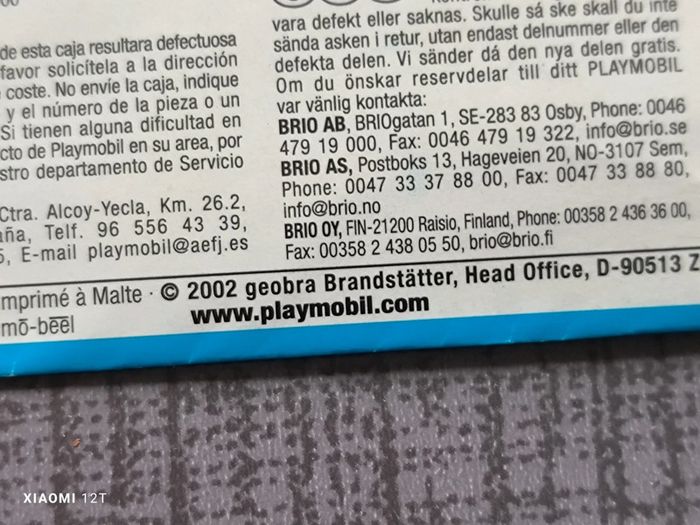 de esta caja resultara defectuosa
favor solicítela a la dirección
coste. No envíe la caja, indique
y el número de la pieza o un
Si tienen alguna dificultad en
cto de Playmobil en su area, por
stro departamento de Servicio
Ctra. Alcoy-Yecla, Km. 26.2,
aña, Telf. 96 556 43 39,
5, E-mail playmobil@aefj.es
vara defekt eller saknas. Skulle så ske skall du inte
sända asken i retur, utan endast delnummer eller den
defekta delen. Vi sänder då den nya delen gratis.
Om du önskar reservdelar till ditt PLAYMOBIL
var vänlig kontakta:
BRIO AB, BRIOgatan 1, SE-283 83 Osby, Phone: 0046
479 19 000, Fax: 0046 479 19 322, info@brio.se
BRIO AS, Postboks 13, Hageveien 20, NO-3107 Sem,
Phone: 0047 33 37 88 00, Fax: 0047 33 88 80,
info@brio.no
BRIO OY, FIN-21200 Raisio, Finland, Phone: 00358 2 436 36 00,
Fax: 00358 2 438 05 50, brio@brio.fi
mprimé à Malte · © 2002 geobra Brandstätter, Head Office, D-90513 Z
mō-bēēl
www.playmobil.com
XIAOMI 12T